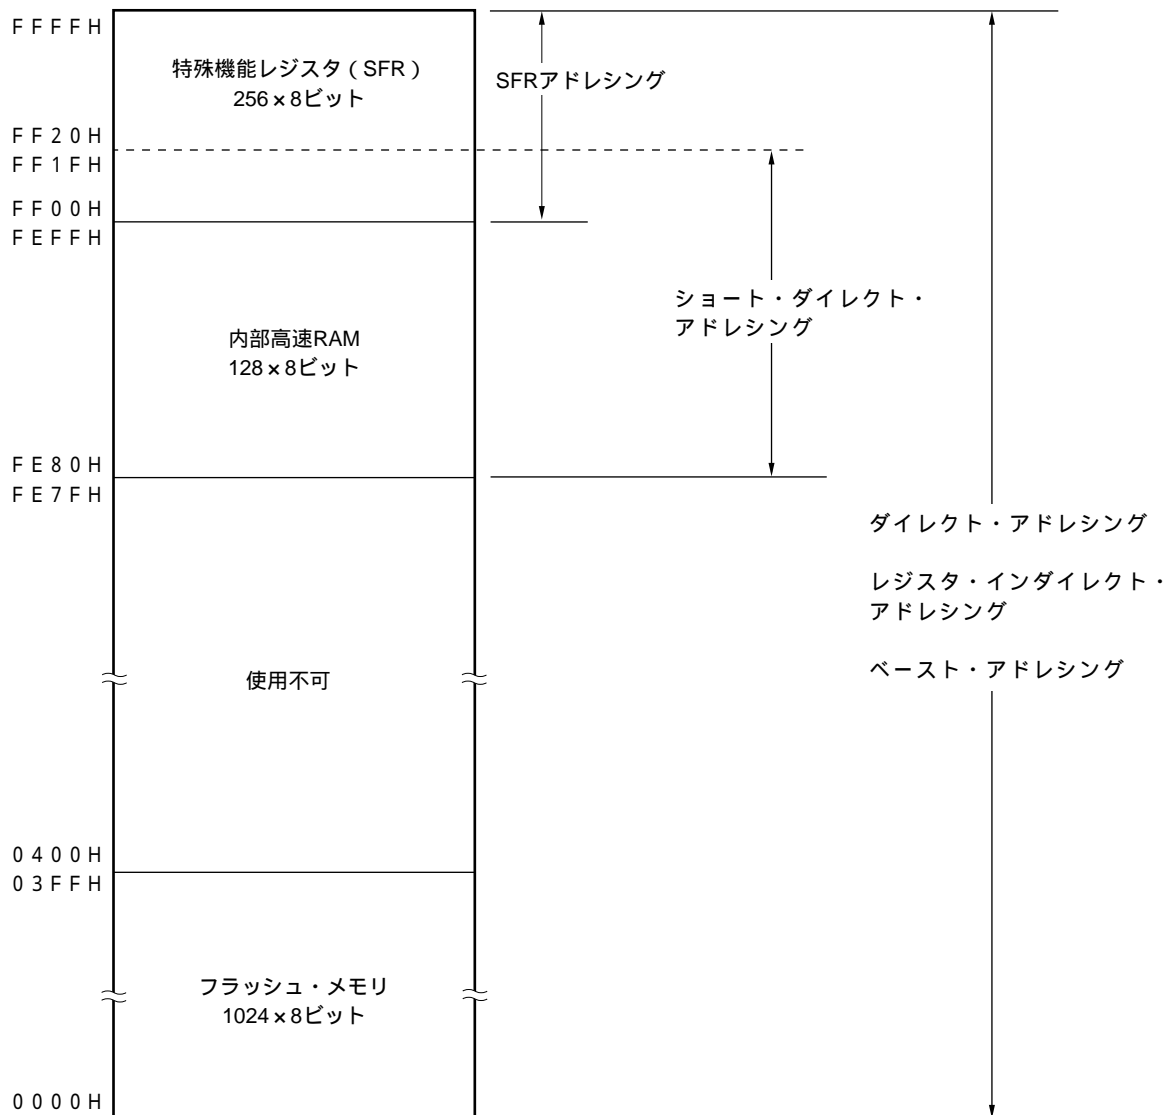 FFFFH
特殊機能レジスタ（SFR）
256×8ビット
SFRアドレシング
FF20H
FF1FH
FF00H
FEFFH
ショート・ダイレクト・
アドレシング
内部高速RAM
128×8ビット
FE80H
FE7FH
ダイレクト・アドレシング
レジスタ・インダイレクト・
アドレシング
ベースト・アドレシング
使用不可
0400H
03FFH
フラッシュ・メモリ
1024×8ビット
0000H